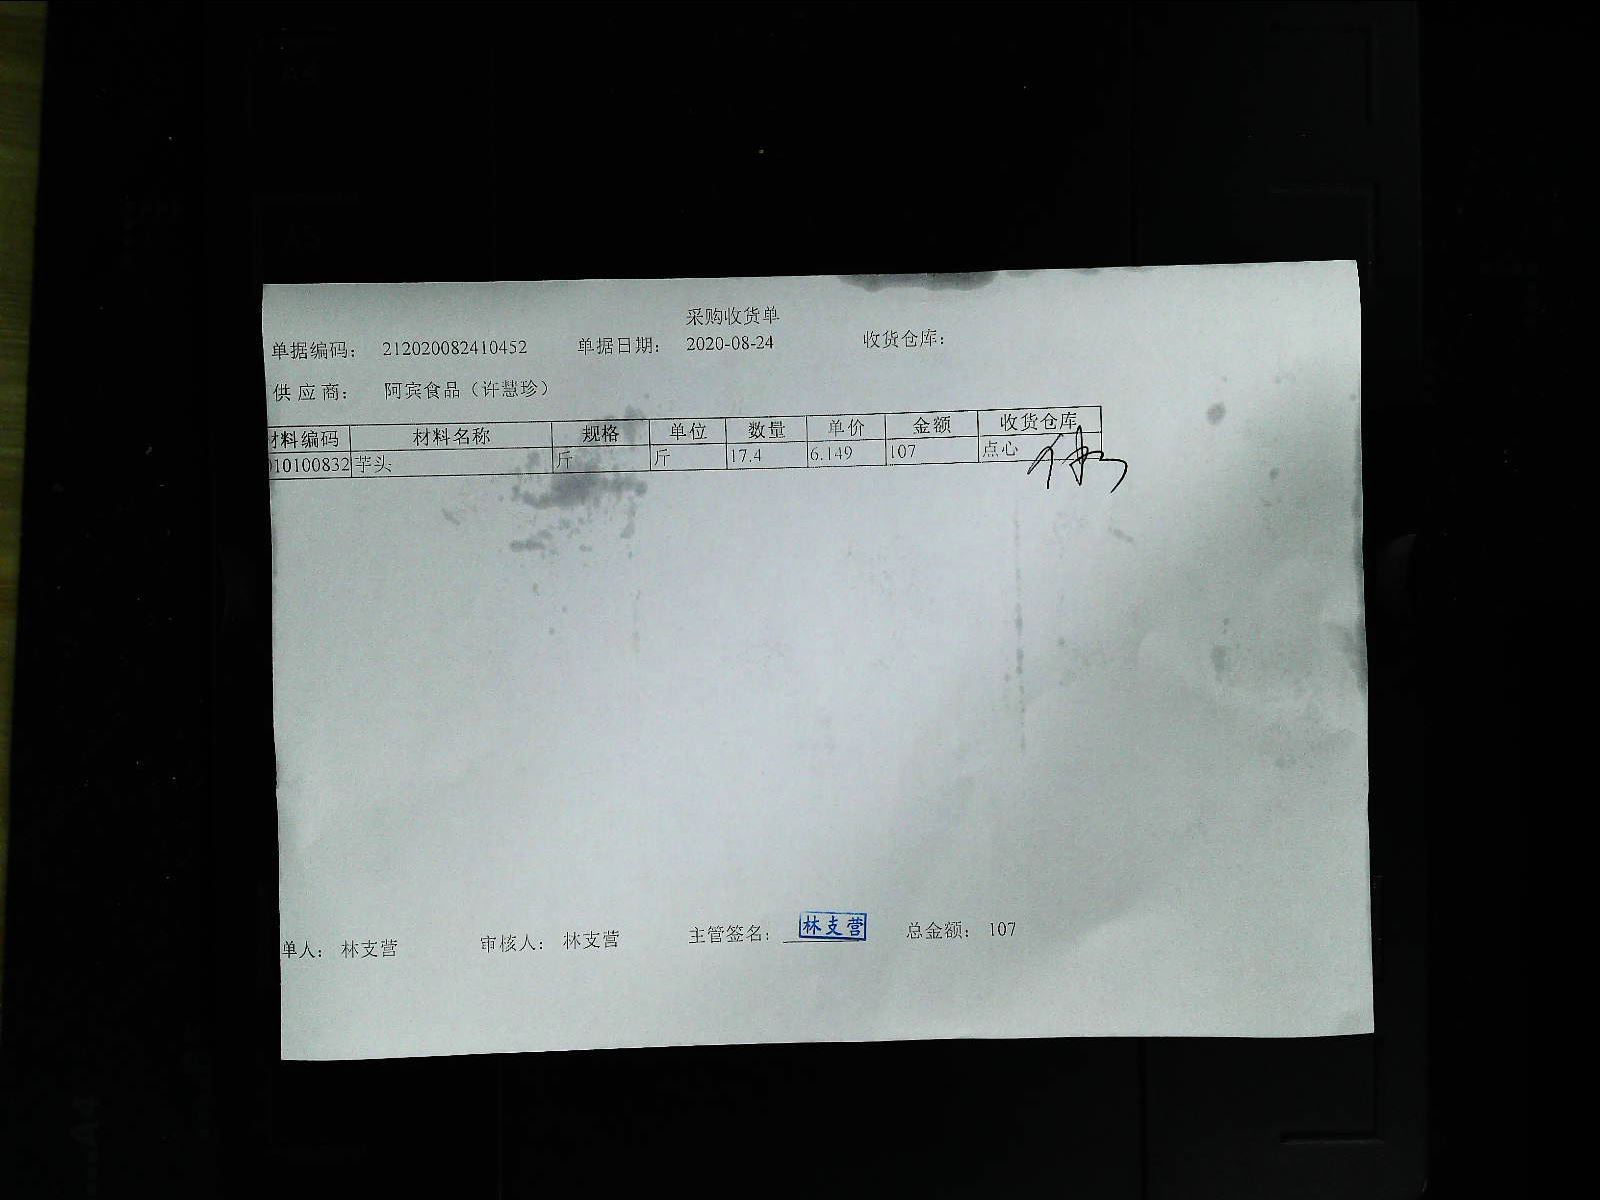 采购收货单
单据编码： 212020082410452 单据日期： 2020-08-24 收货仓库：
供应商： 阿宾食品（许慧珍）
材料编码 材料名称 规格 单位 数量 单价 金额 收货仓库
010100832 芋头 斤 斤 17.4 6.149 107 点心
单人： 林支营 审核人： 林支营 主管签名： 林支营 总金额： 107